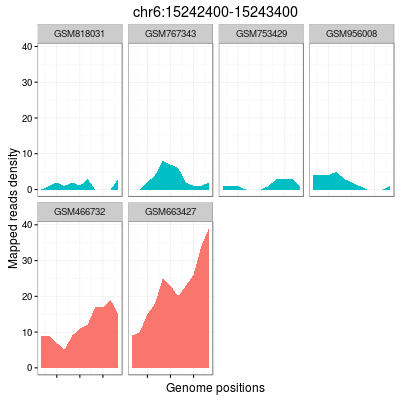 chr6:15242400-15243400
GSM818031 GSM767343 GSM753429 GSM956008
40
30
20
10
0
GSM466732 GSM663427
40
30
20
10
0
Mapped reads density
Genome positions